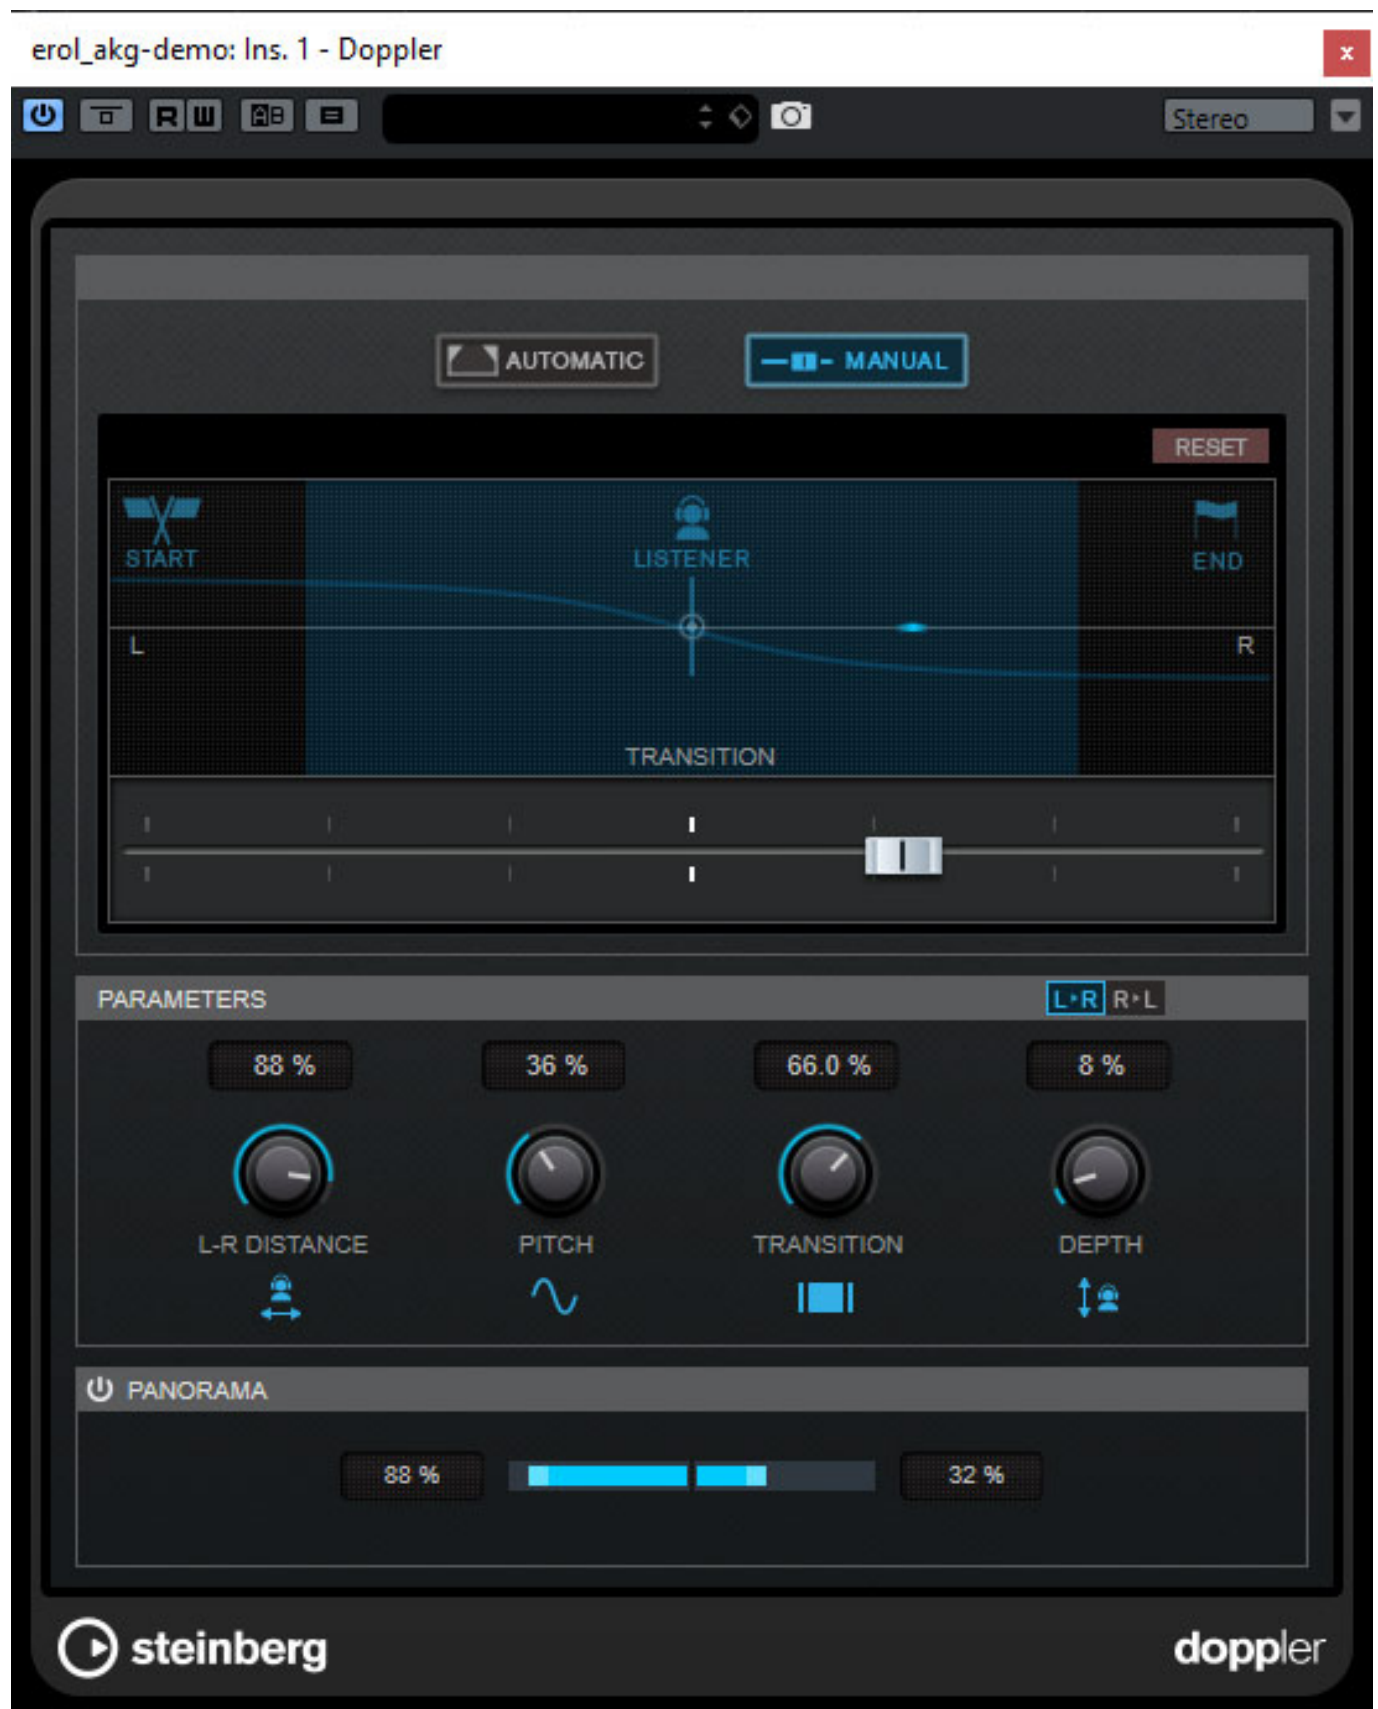 erol_akg-demo: Ins. 1 - Doppler x
R W A B Stereo
AUTOMATIC MANUAL
RESET
START LISTENER END
L R
TRANSITION
PARAMETERS L R R L
88 % 36 % 66.0 % 8 %
L-R DISTANCE PITCH TRANSITION DEPTH
PANORAMA
88 % 32 %
steinberg doppler